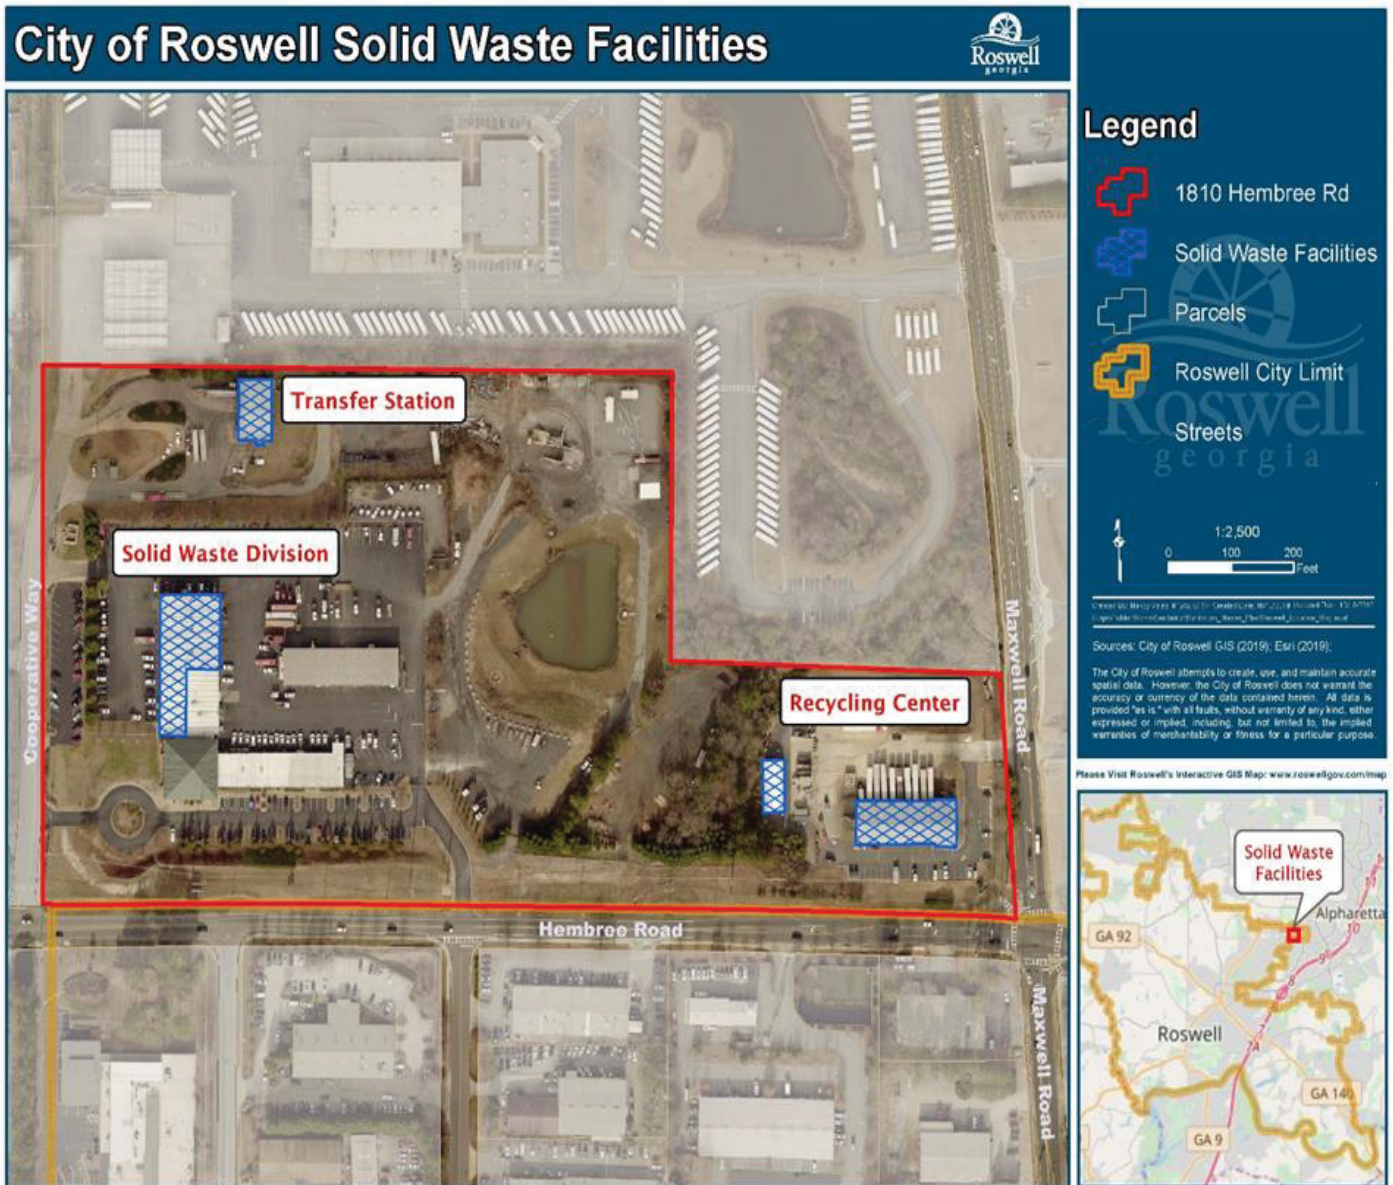 City of Roswell Solid Waste Facilities
Roswell
georgia
Legend
1810 Hembree Rd
Solid Waste Facilities
Parcels
Roswell City Limit
Streets
Roswell
georgia
1:2,500
0 100 200
Feet
Sources: City of Roswell GIS (2019); Esri (2019);
The City of Roswell attempts to create, use, and maintain accurate
spatial data. However, the City of Roswell does not warrant the
accuracy or currency of the data contained herein. All data is
provided "as is," with all faults, without warranty of any kind, either
expressed or implied, including, but not limited to, the implied
warranties of merchantability or fitness for a particular purpose.
Please Visit Roswell's Interactive GIS Map: www.roswellgov.com/map
Transfer Station
Solid Waste Division
Recycling Center
Cooperative Way
Maxwell Road
Hembree Road
Maxwell Road
Solid Waste
Facilities
Alpharetta
10
GA 92
9
8
Roswell
7
7A
GA 140
GA 9